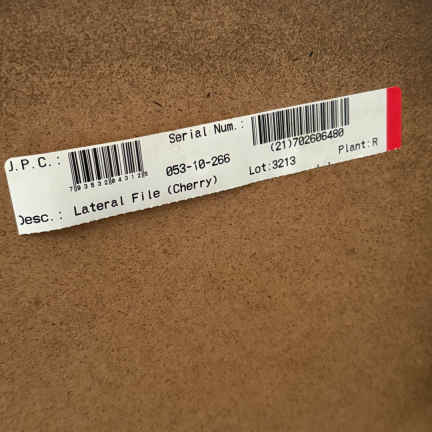 Serial Num.: (21)702606480
J.P.C.: 053-10-266 Lot:3213 Plant:R
Desc.: Lateral File (Cherry)